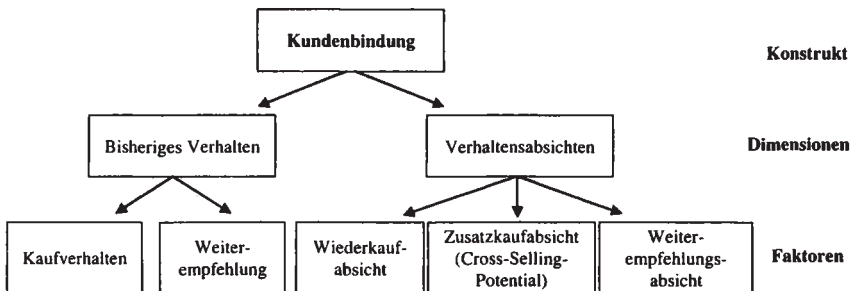 Kundenbindung
Konstrukt
Bisheriges Verhalten
Verhaltensabsichten
Dimensionen
Kaufverhalten
Weiter-
empfehlung
Wiederkauf-
absicht
Zusatzkaufabsicht
(Cross-Selling-
Potential)
Weiter-
empfehlungs-
absicht
Faktoren